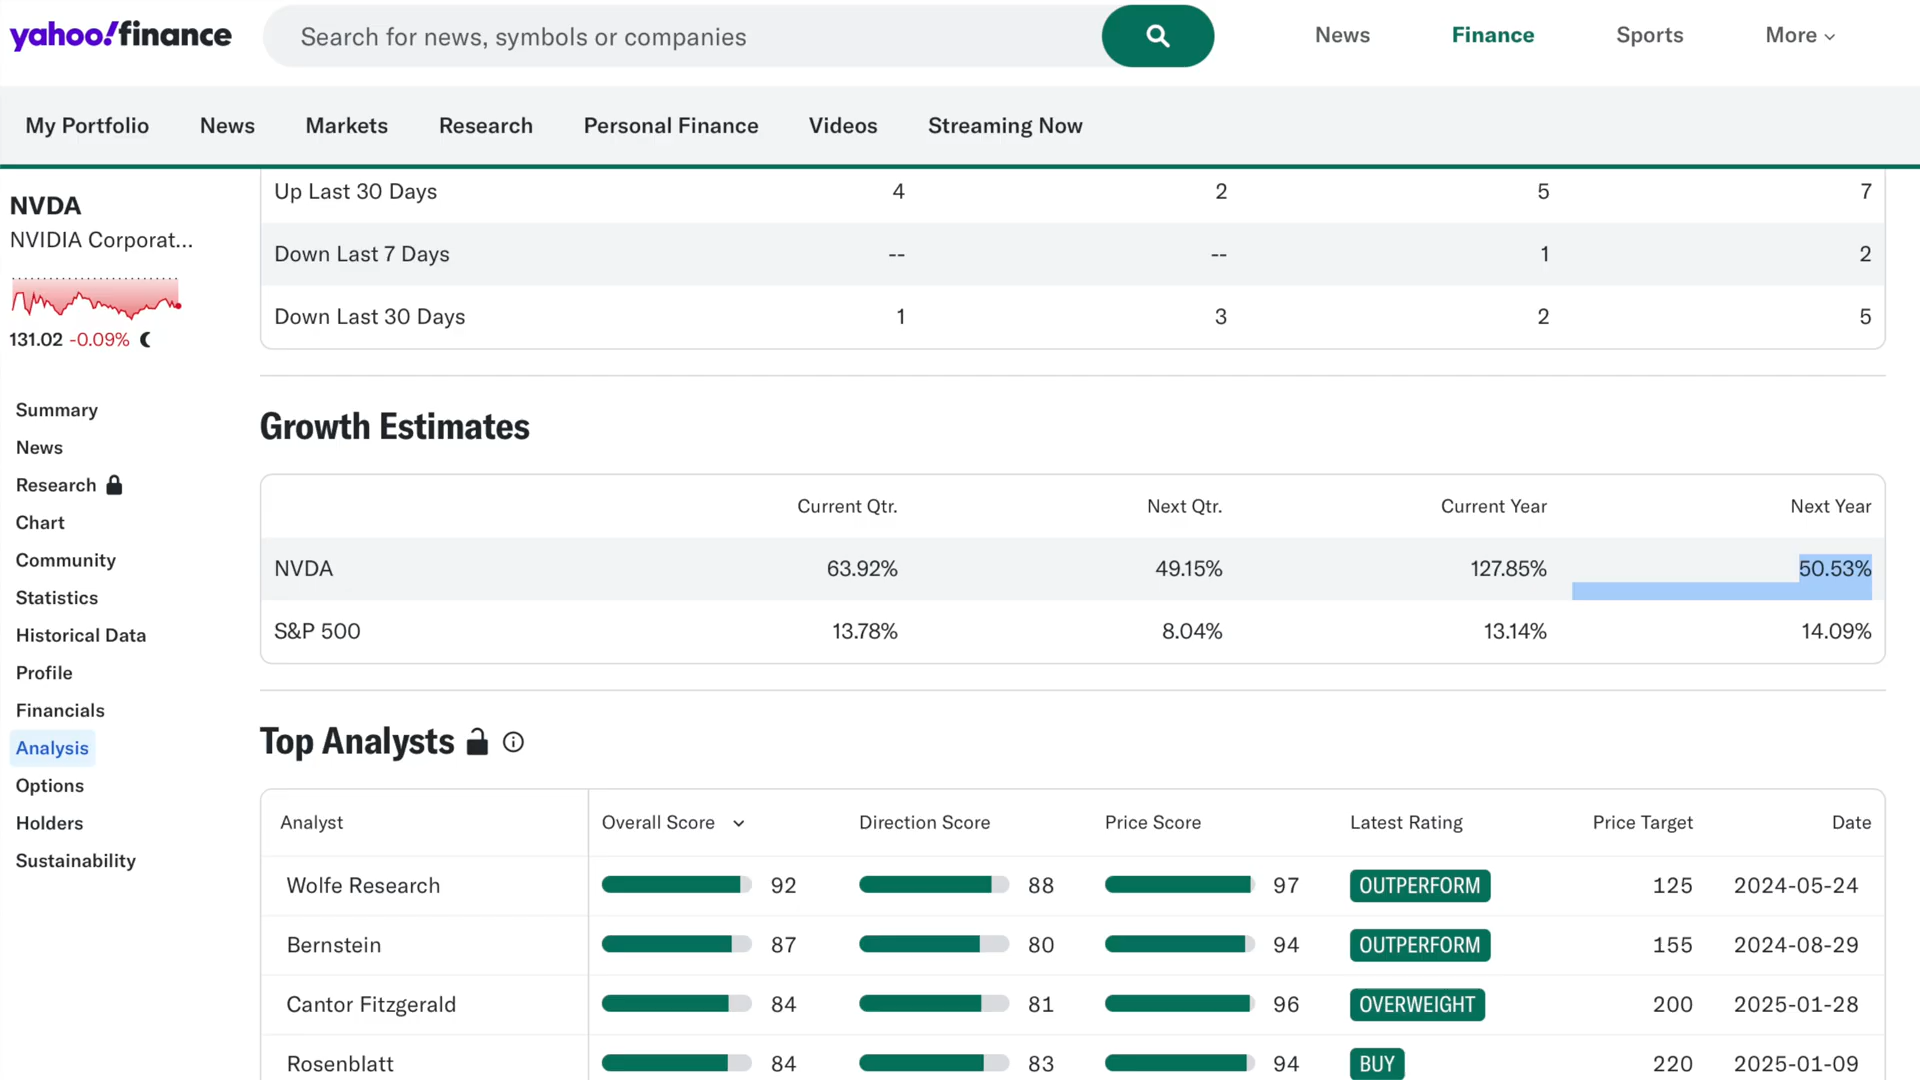 yahoo!finance
Search for news, symbols or companies
News Finance Sports More
My Portfolio News Markets Research Personal Finance Videos Streaming Now
NVDA
NVIDIA Corporat...
131.02 -0.09%
Summary
News
Research
Chart
Community
Statistics
Historical Data
Profile
Financials
Analysis
Options
Holders
Sustainability
Up Last 30 Days 4 2 5 7
Down Last 7 Days -- -- 1 2
Down Last 30 Days 1 3 2 5
Growth Estimates
Current Qtr. Next Qtr. Current Year Next Year
NVDA 63.92% 49.15% 127.85% 50.53%
S&P 500 13.78% 8.04% 13.14% 14.09%
Top Analysts
Analyst Overall Score Direction Score Price Score Latest Rating Price Target Date
Wolfe Research 92 88 97 OUTPERFORM 125 2024-05-24
Bernstein 87 80 94 OUTPERFORM 155 2024-08-29
Cantor Fitzgerald 84 81 96 OVERWEIGHT 200 2025-01-28
Rosenblatt 84 83 94 BUY 220 2025-01-09